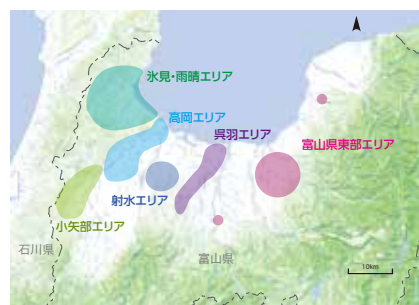 氷見・雨晴エリア
高岡エリア
呉羽エリア
富山県東部エリア
射水エリア
小矢部エリア
石川県
富山県
10km